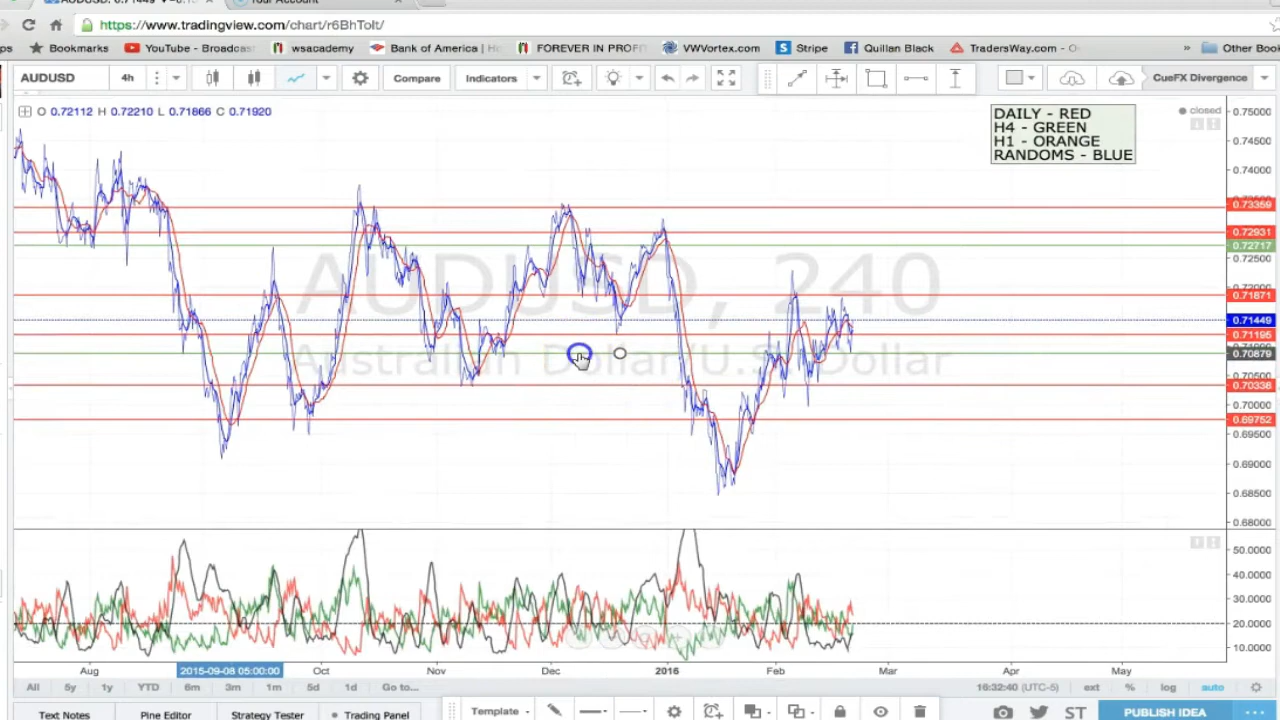 https://www.tradingview.com/chart/r6BhTolt/
Bookmarks YouTube - Broadcas wsacademy Bank of America | Ho FOREVER IN PROFI VWVortex.com Stripe Quillan Black TradersWay.com - O » Other Book
AUDUSD 4h Compare Indicators CueFX Divergence
O 0.72112 H 0.72210 L 0.71866 C 0.71920
DAILY - RED
H4 - GREEN
H1 - ORANGE
RANDOMS - BLUE
closed
AUDUSD, 240
Australian Dollar/U.S. Dollar
0.75000
0.74500
0.74000
0.73359
0.72931
0.72717
0.72500
0.71871
0.71449
0.71195
0.70879
0.70338
0.70000
0.69752
0.69500
0.69000
0.68500
0.68000
50.0000
40.0000
30.0000
20.0000
10.0000
Aug 2015-09-08 05:00:00 Oct Nov Dec 2016 Feb Mar Apr May
All 5y 1y YTD 6m 3m 1m 5d 1d Go to... 16:32:40 (UTC-5) ext % log auto
Text Notes Pine Editor Strategy Tester Trading Panel Template ST PUBLISH IDEA